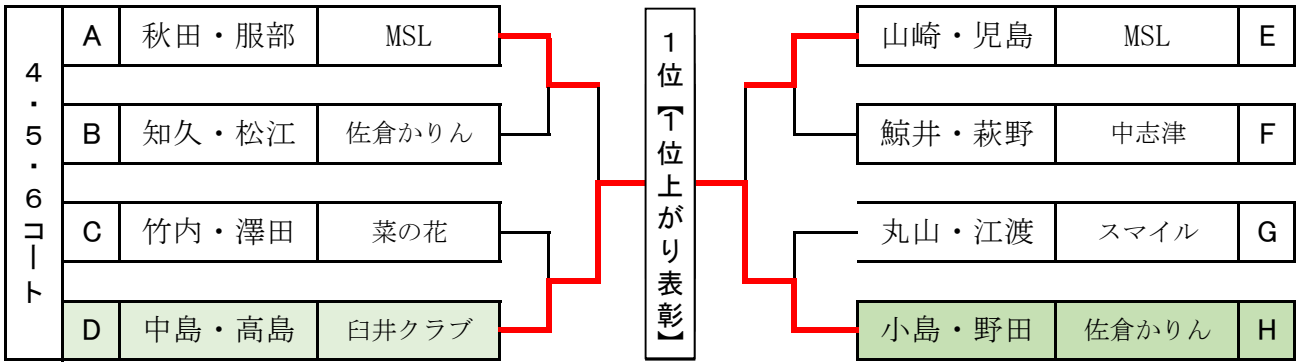 4・5・6コート
A 秋田・服部 MSL
B 知久・松江 佐倉かりん
C 竹内・澤田 菜の花
D 中島・高島 臼井クラブ
1位【1位上がり表彰】
山崎・児島 MSL E
鯨井・萩野 中志津 F
丸山・江渡 スマイル G
小島・野田 佐倉かりん H